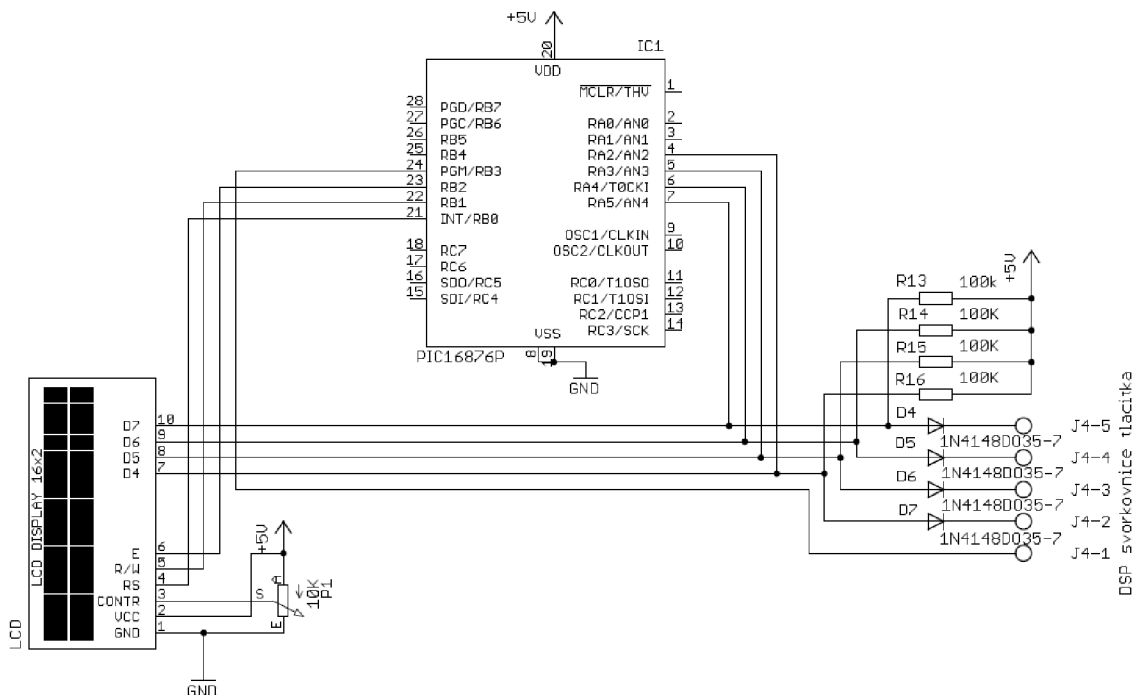 +5V
IC1
20
VDD
MCLR/THV 1
28 PGD/RB7
27 PGC/RB6
26 RB5
25 RB4
24 PGM/RB3
23 RB2
22 RB1
21 INT/RB0
18 RC7
17 RC6
16 SDO/RC5
15 SDI/RC4
RA0/AN0 2
RA1/AN1 3
RA2/AN2 4
RA3/AN3 5
RA4/T0CKI 6
RA5/AN4 7
OSC1/CLKIN 9
OSC2/CLKOUT 10
RC0/T1OSO 11
RC1/T1OSI 12
RC2/CCP1 13
RC3/SCK 14
VSS
8 19
PIC16876P
GND
+5V
R13 100k
R14 100K
R15 100K
R16 100K
D4
1N4148DO35-7
D5
1N4148DO35-7
D6
1N4148DO35-7
D7
1N4148DO35-7
J4-5
J4-4
J4-3
J4-2
J4-1
DSP svorkovnice tlacitka
LCD
LCD DISPLAY 16x2
D7 10
D6 9
D5 8
D4 7
E 6
R/W 5
RS 4
CONTR 3
VCC 2
GND 1
+5V
A
S
E
10K
P1
GND